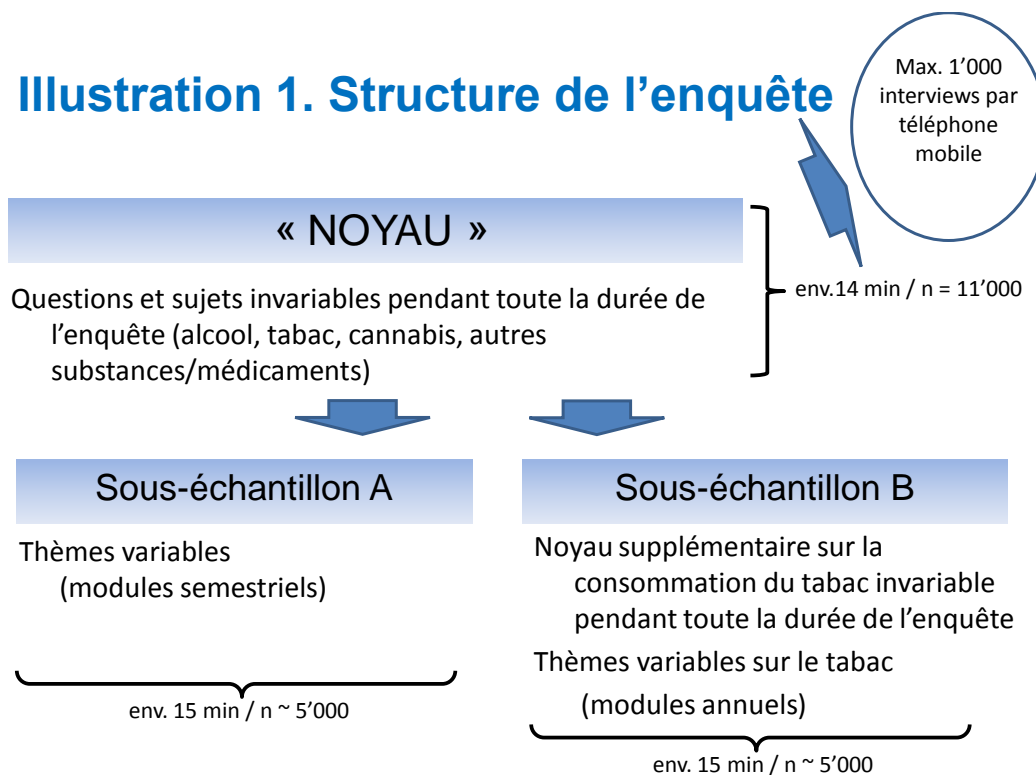 Illustration 1. Structure de l’enquête
Max. 1’000
interviews par
téléphone
mobile
« NOYAU »
Questions et sujets invariables pendant toute la durée de
l’enquête (alcool, tabac, cannabis, autres
substances/médicaments)
env.14 min / n = 11’000
Sous-échantillon A
Thèmes variables
(modules semestriels)
env. 15 min / n ~ 5’000
Sous-échantillon B
Noyau supplémentaire sur la
consommation du tabac invariable
pendant toute la durée de l’enquête
Thèmes variables sur le tabac
(modules annuels)
env. 15 min / n ~ 5’000